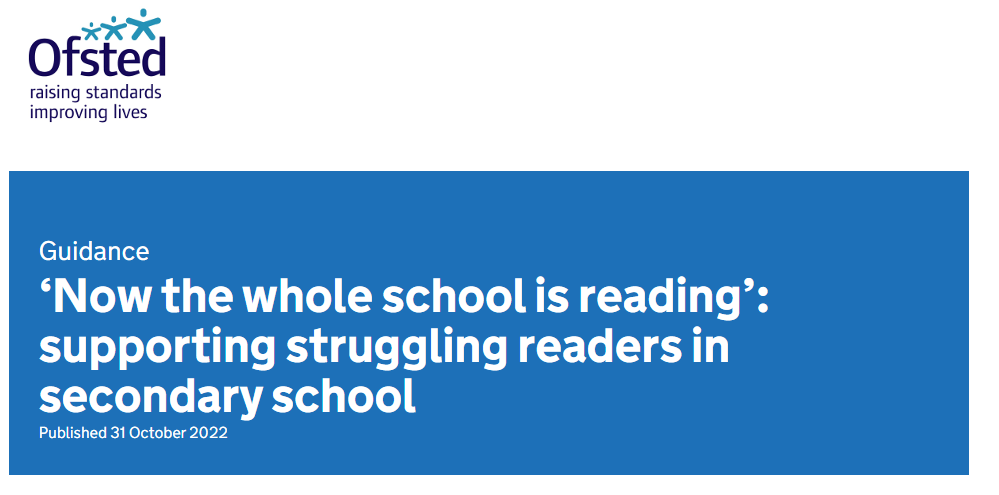 Ofsted
raising standards
improving lives
Guidance
‘Now the whole school is reading’:
supporting struggling readers in
secondary school
Published 31 October 2022